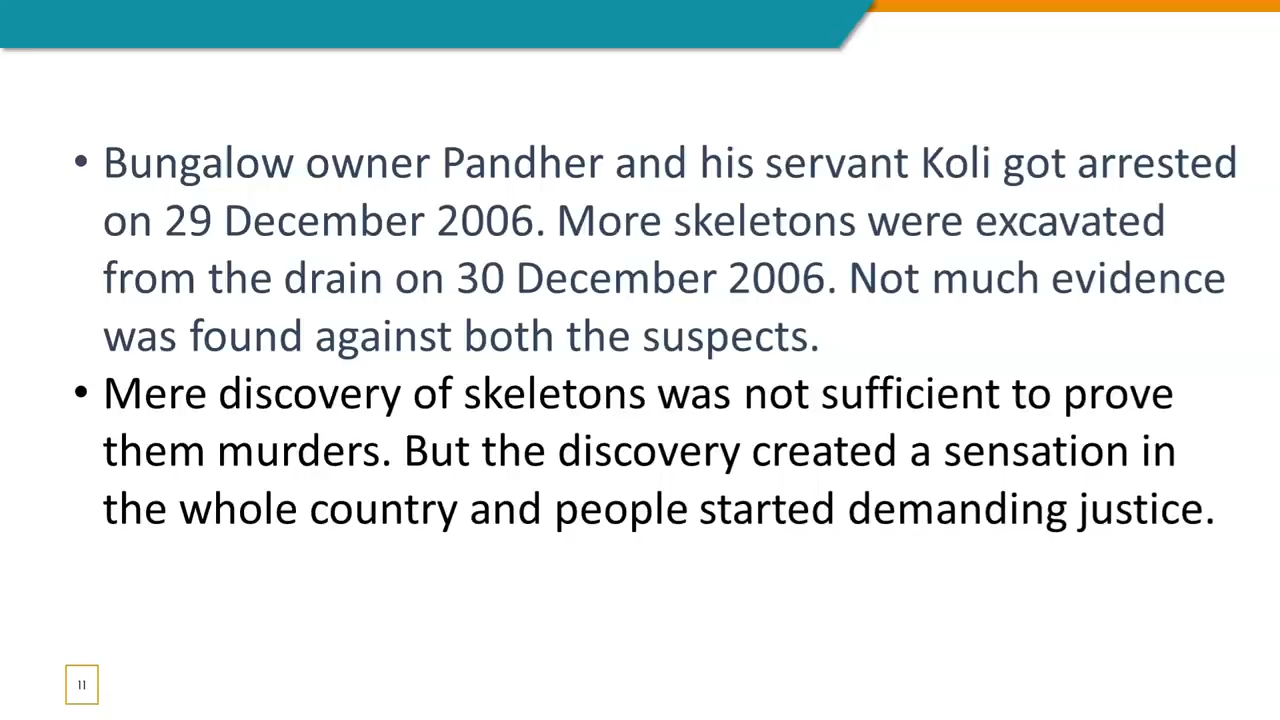 • Bungalow owner Pandher and his servant Koli got arrested
on 29 December 2006. More skeletons were excavated
from the drain on 30 December 2006. Not much evidence
was found against both the suspects.
• Mere discovery of skeletons was not sufficient to prove
them murders. But the discovery created a sensation in
the whole country and people started demanding justice.
11